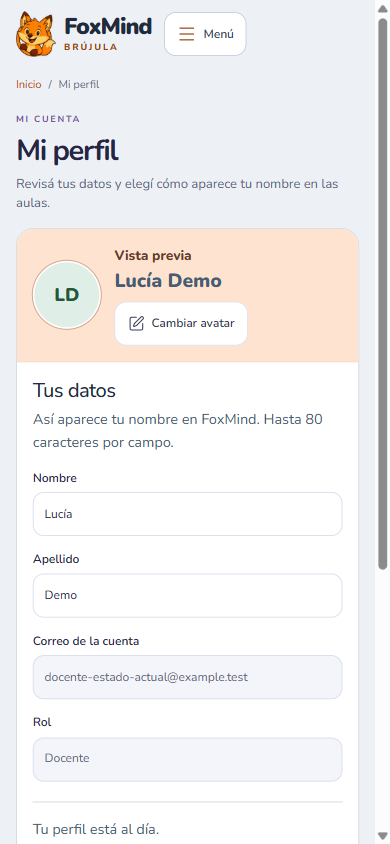 FoxMind
BRÚJULA
Menú
Inicio / Mi perfil
MI CUENTA
Mi perfil
Revisá tus datos y elegí cómo aparece tu nombre en las
aulas.
LD
Vista previa
Lucía Demo
Cambiar avatar
Tus datos
Así aparece tu nombre en FoxMind. Hasta 80
caracteres por campo.
Nombre
Lucía
Apellido
Demo
Correo de la cuenta
docente-estado-actual@example.test
Rol
Docente
Tu perfil está al día.